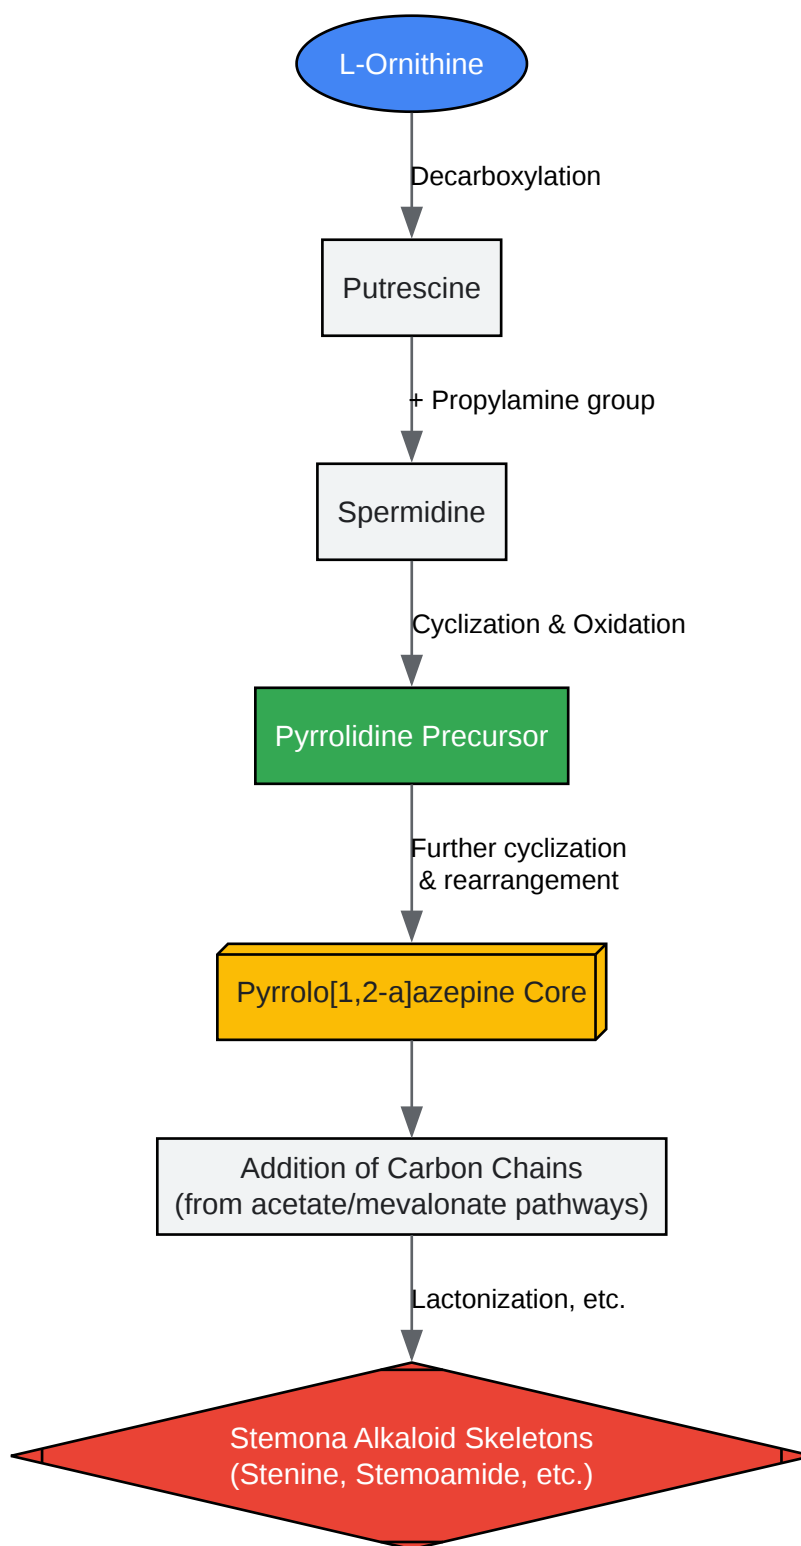 L-Ornithine
Decarboxylation
Putrescine
+ Propylamine group
Spermidine
Cyclization & Oxidation
Pyrrolidine Precursor
Further cyclization
& rearrangement
Pyrrolo[1,2-a]azepine Core
Addition of Carbon Chains
(from acetate/mevalonate pathways)
Lactonization, etc.
Stemona Alkaloid Skeletons
(Stenine, Stemoamide, etc.)